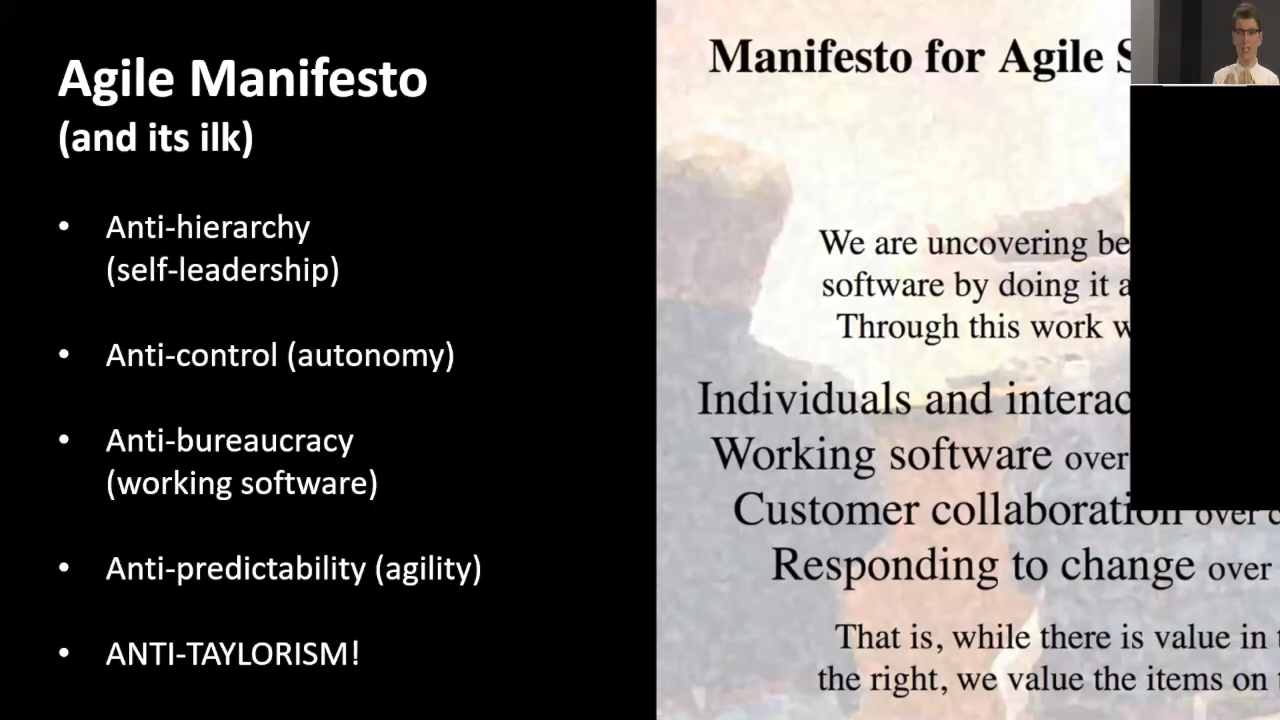 Agile Manifesto
(and its ilk)
• Anti-hierarchy
(self-leadership)
• Anti-control (autonomy)
• Anti-bureaucracy
(working software)
• Anti-predictability (agility)
• ANTI-TAYLORISM!
Manifesto for Agile
We are uncovering be
software by doing it a
Through this work w
Individuals and interac
Working software over
Customer collaboration over
Responding to change over
That is, while there is value in
the right, we value the items on